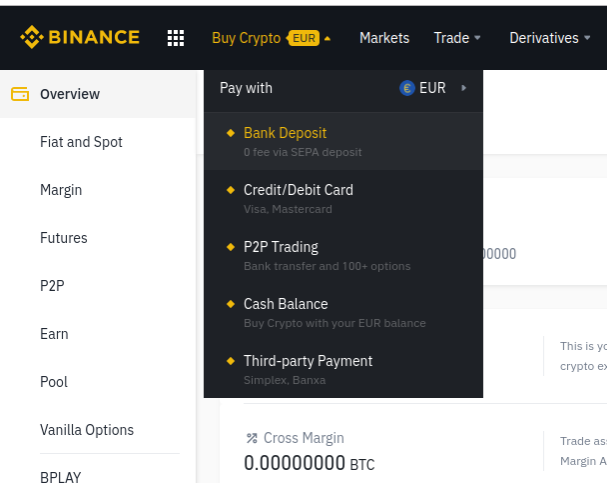 BINANCE
Buy Crypto EUR
Markets
Trade
Derivatives
Overview
Fiat and Spot
Margin
Futures
P2P
Earn
Pool
Vanilla Options
BPLAY
Pay with
EUR
Bank Deposit
0 fee via SEPA deposit
Credit/Debit Card
Visa, Mastercard
P2P Trading
Bank transfer and 100+ options
Cash Balance
Buy Crypto with your EUR balance
Third-party Payment
Simplex, Banxa
00000
This is
crypto
Cross Margin
0.00000000 BTC
Trade
Margin A